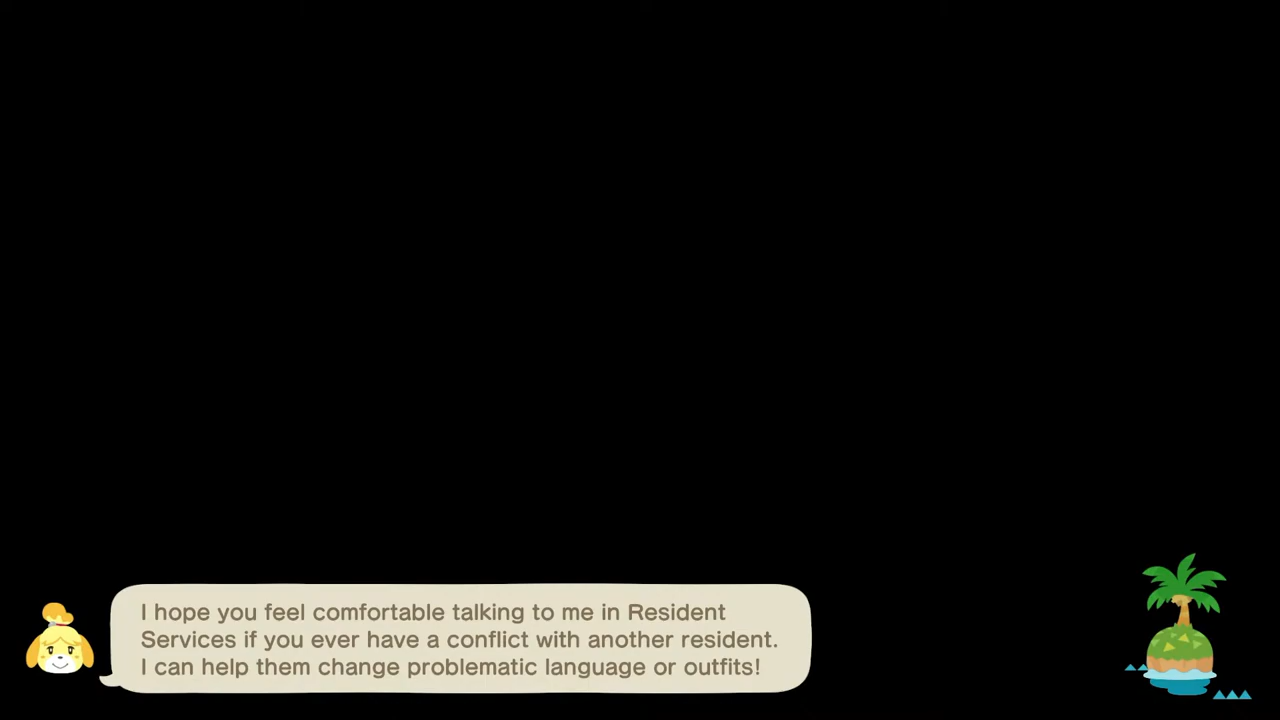 I hope you feel comfortable talking to me in Resident
Services if you ever have a conflict with another resident.
I can help them change problematic language or outfits!